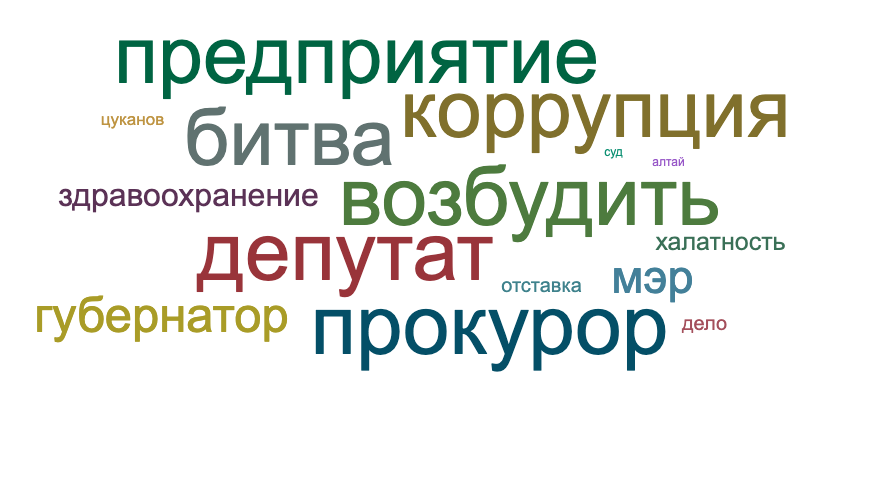 предприятие
коррупция
цуканов
битва
суд
алтай
здравоохранение
возбудить
депутат
халатность
отставка
мэр
губернатор
прокурор
дело